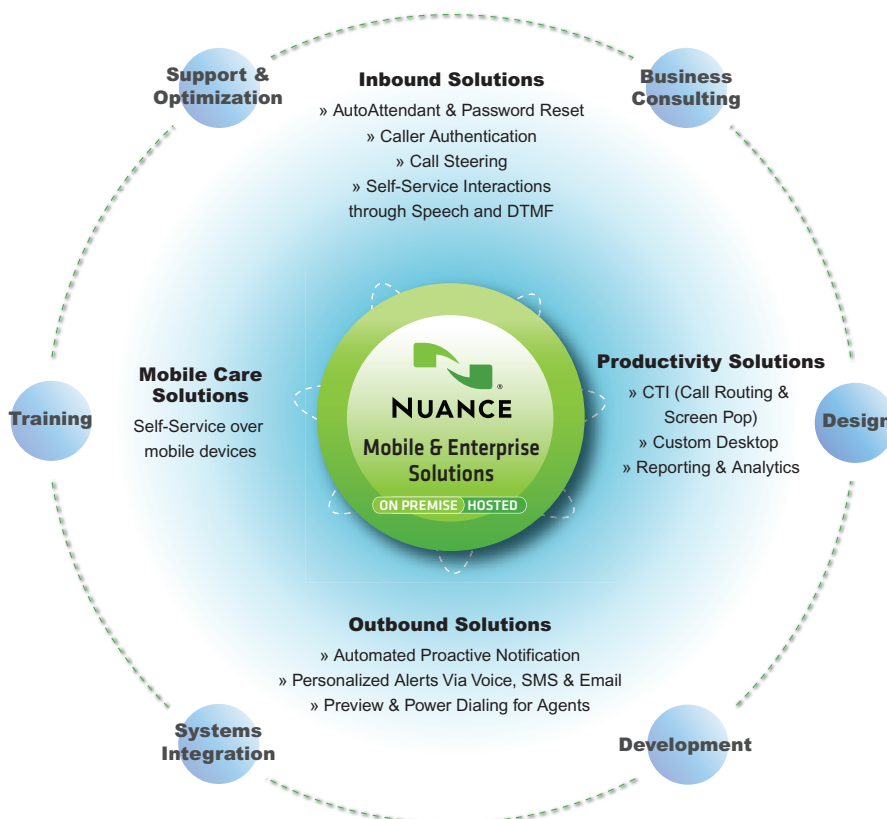 Support &
Optimization
Business
Consulting
Inbound Solutions
» AutoAttendant & Password Reset
» Caller Authentication
» Call Steering
» Self-Service Interactions
through Speech and DTMF
Training
Mobile Care
Solutions
Self-Service over
mobile devices
NUANCE
®
Mobile & Enterprise
Solutions
ON PREMISE HOSTED
Productivity Solutions
» CTI (Call Routing &
Screen Pop)
» Custom Desktop
» Reporting & Analytics
Design
Outbound Solutions
» Automated Proactive Notification
» Personalized Alerts Via Voice, SMS & Email
» Preview & Power Dialing for Agents
Systems
Integration
Development